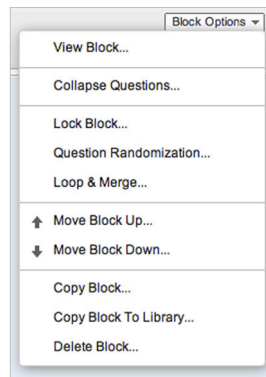 Block Options
View Block...
Collapse Questions...
Lock Block...
Question Randomization...
Loop & Merge...
Move Block Up...
Move Block Down...
Copy Block...
Copy Block To Library...
Delete Block...